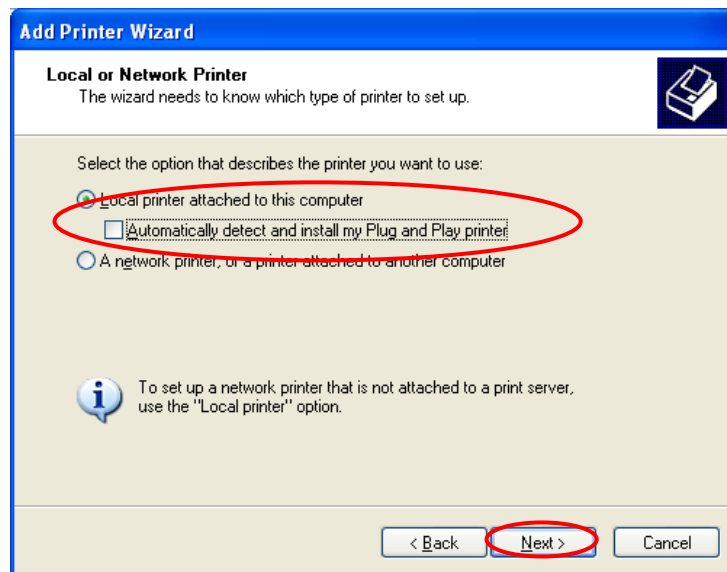 Add Printer Wizard
Local or Network Printer
The wizard needs to know which type of printer to set up.
Select the option that describes the printer you want to use:
Local printer attached to this computer
Automatically detect and install my Plug and Play printer
A network printer, or a printer attached to another computer
To set up a network printer that is not attached to a print server,
use the "Local printer" option.
< Back Next > Cancel